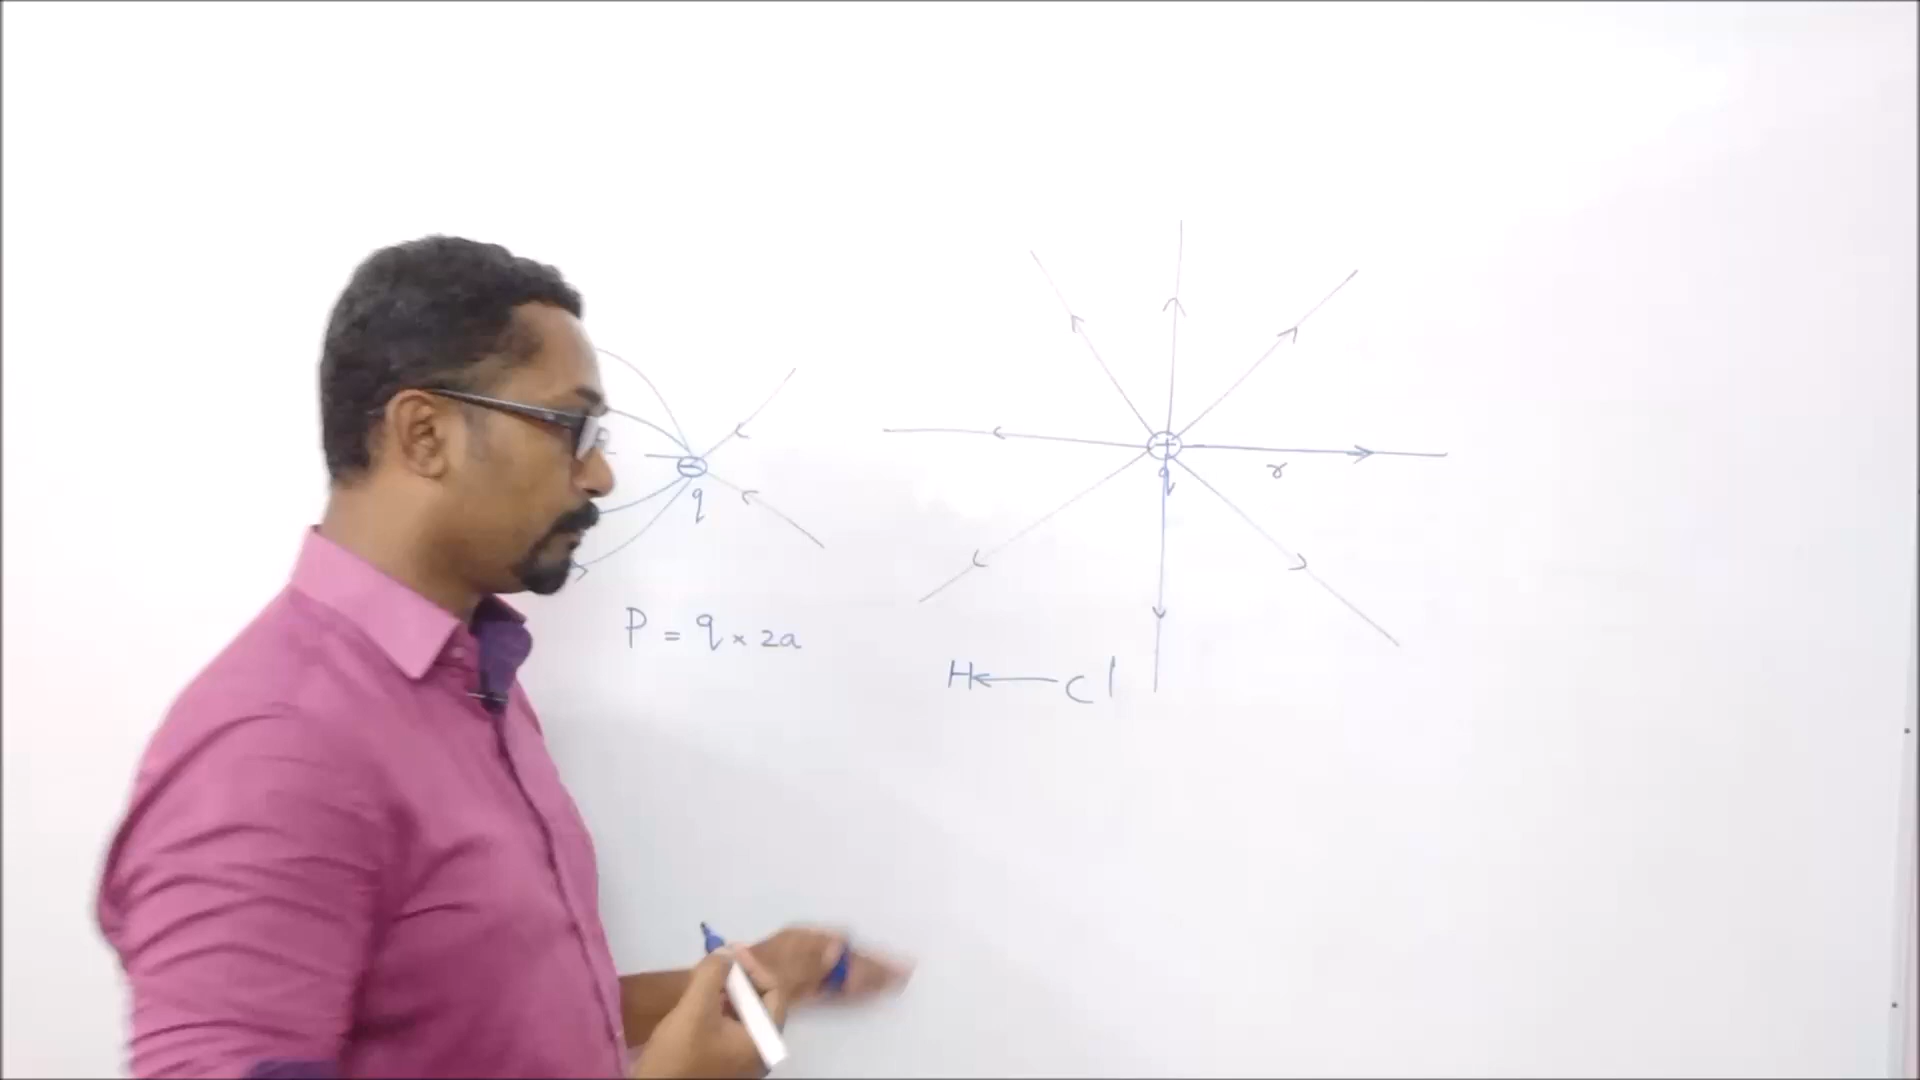 q
P = q × 2a
q
r
H ← Cl